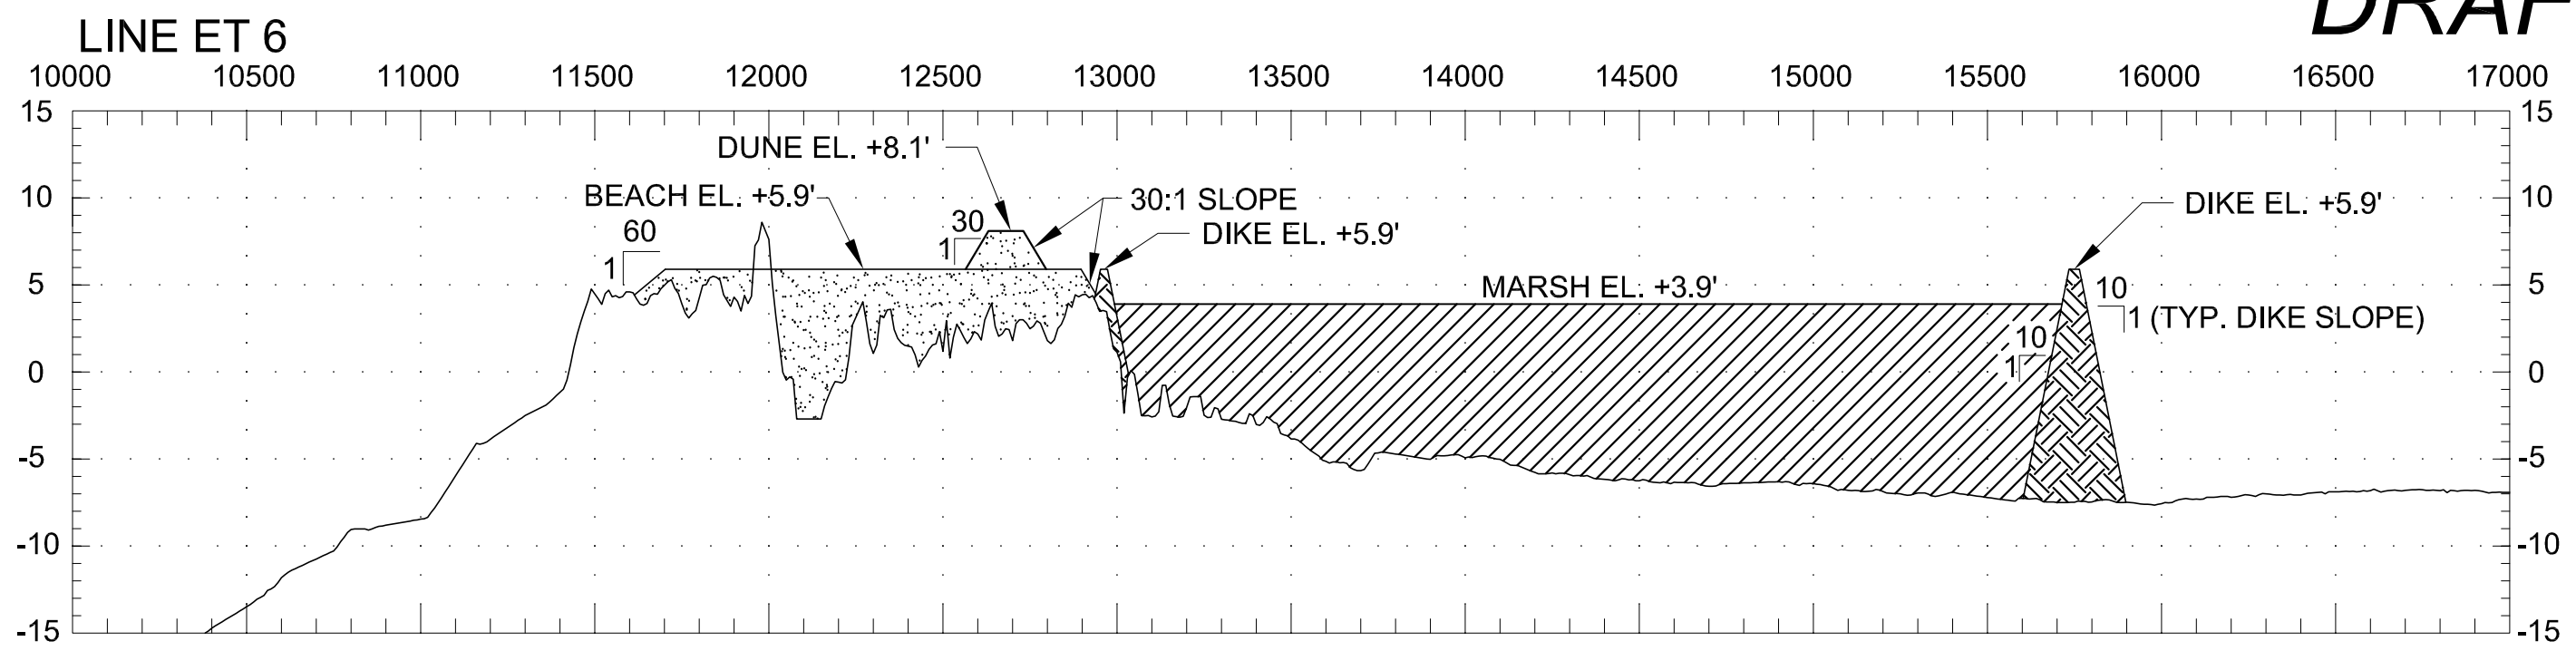 DRAF
LINE ET 6
10000 10500 11000 11500 12000 12500 13000 13500 14000 14500 15000 15500 16000 16500 17000
15 15
DUNE EL. +8.1'
10 BEACH EL. +5.9' 30:1 SLOPE DIKE EL. +5.9' 10
60 30 DIKE EL. +5.9'
1 1
5 MARSH EL. +3.9' 10 5
1 (TYP. DIKE SLOPE)
10
0 1 0
-5 -5
-10 -10
-15 -15